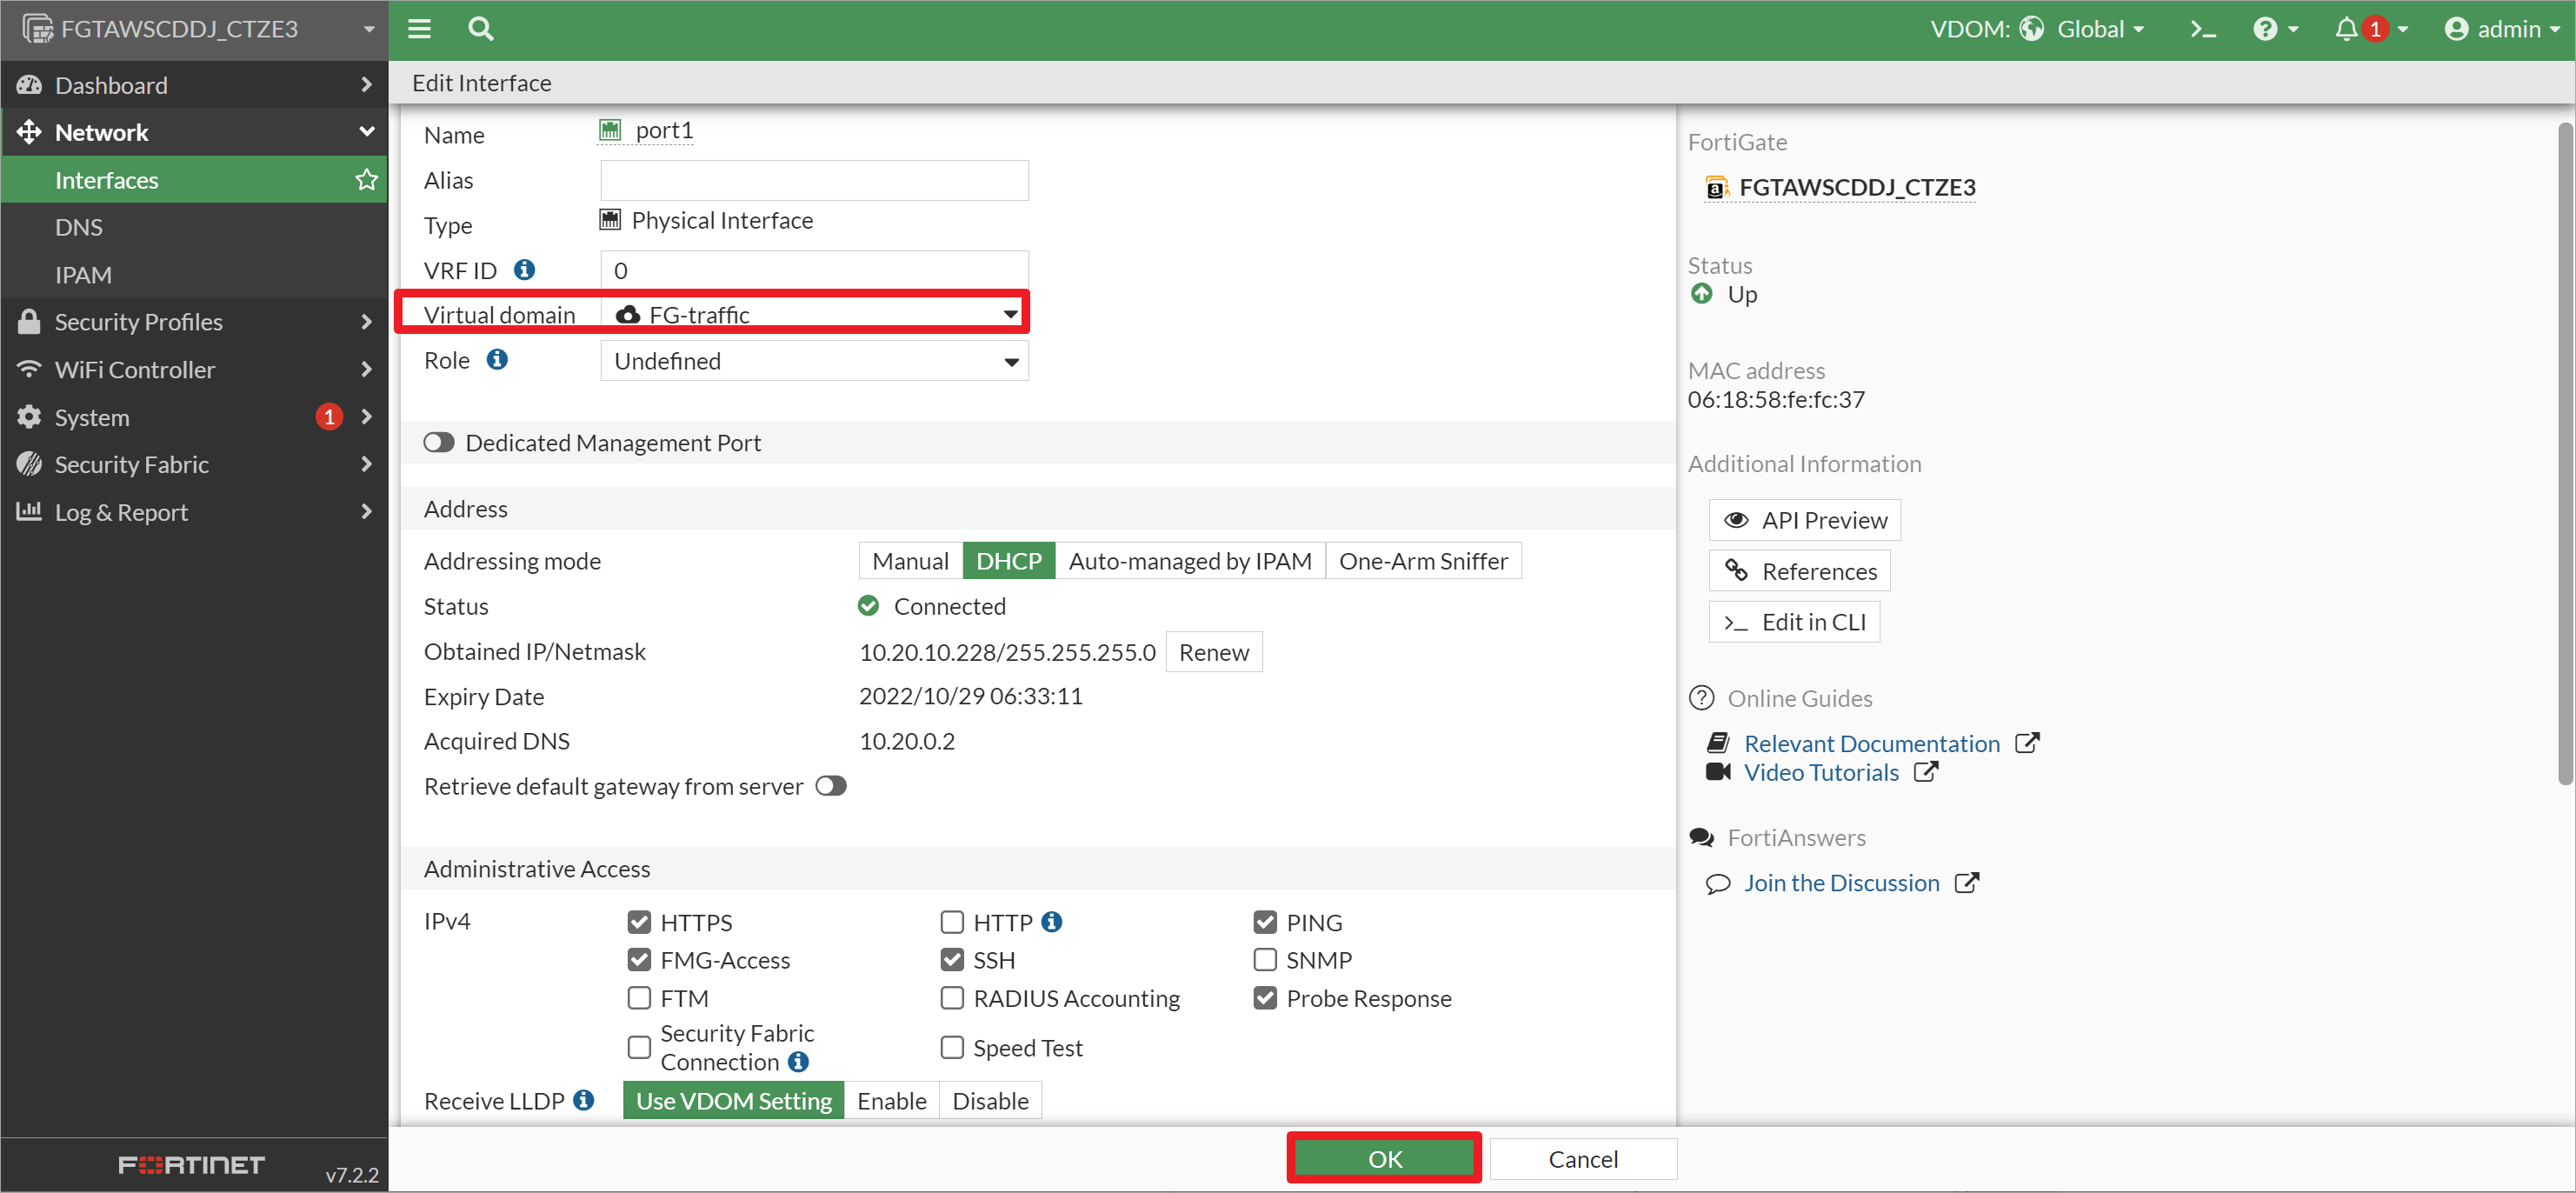 FGTAWSCDDJ_CTZE3
VDOM: Global
1
admin
Dashboard
Network
Interfaces
DNS
IPAM
Security Profiles
WiFi Controller
System 1
Security Fabric
Log & Report
FORTINET v7.2.2
Edit Interface
Name port1
Alias
Type Physical Interface
VRF ID 0
Virtual domain FG-traffic
Role Undefined
Dedicated Management Port
Address
Addressing mode Manual DHCP Auto-managed by IPAM One-Arm Sniffer
Status Connected
Obtained IP/Netmask 10.20.10.228/255.255.255.0 Renew
Expiry Date 2022/10/29 06:33:11
Acquired DNS 10.20.0.2
Retrieve default gateway from server
Administrative Access
IPv4 HTTPS HTTP PING
FMG-Access SSH SNMP
FTM RADIUS Accounting Probe Response
Security Fabric
Connection Speed Test
Receive LLDP Use VDOM Setting Enable Disable
OK Cancel
FortiGate
FGTAWSCDDJ_CTZE3
Status
Up
MAC address
06:18:58:fe:fc:37
Additional Information
API Preview
References
Edit in CLI
Online Guides
Relevant Documentation
Video Tutorials
FortiAnswers
Join the Discussion